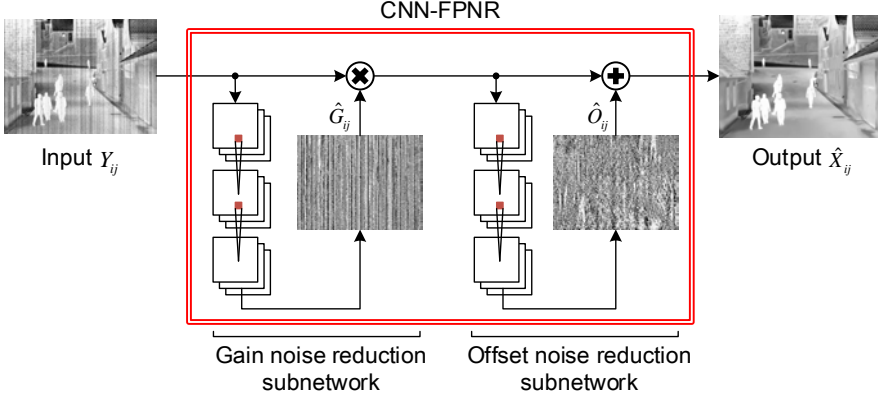 CNN-FPNR
Ĝij
Ôij
Input Yij
Output X̂ij
Gain noise reduction
subnetwork
Offset noise reduction
subnetwork